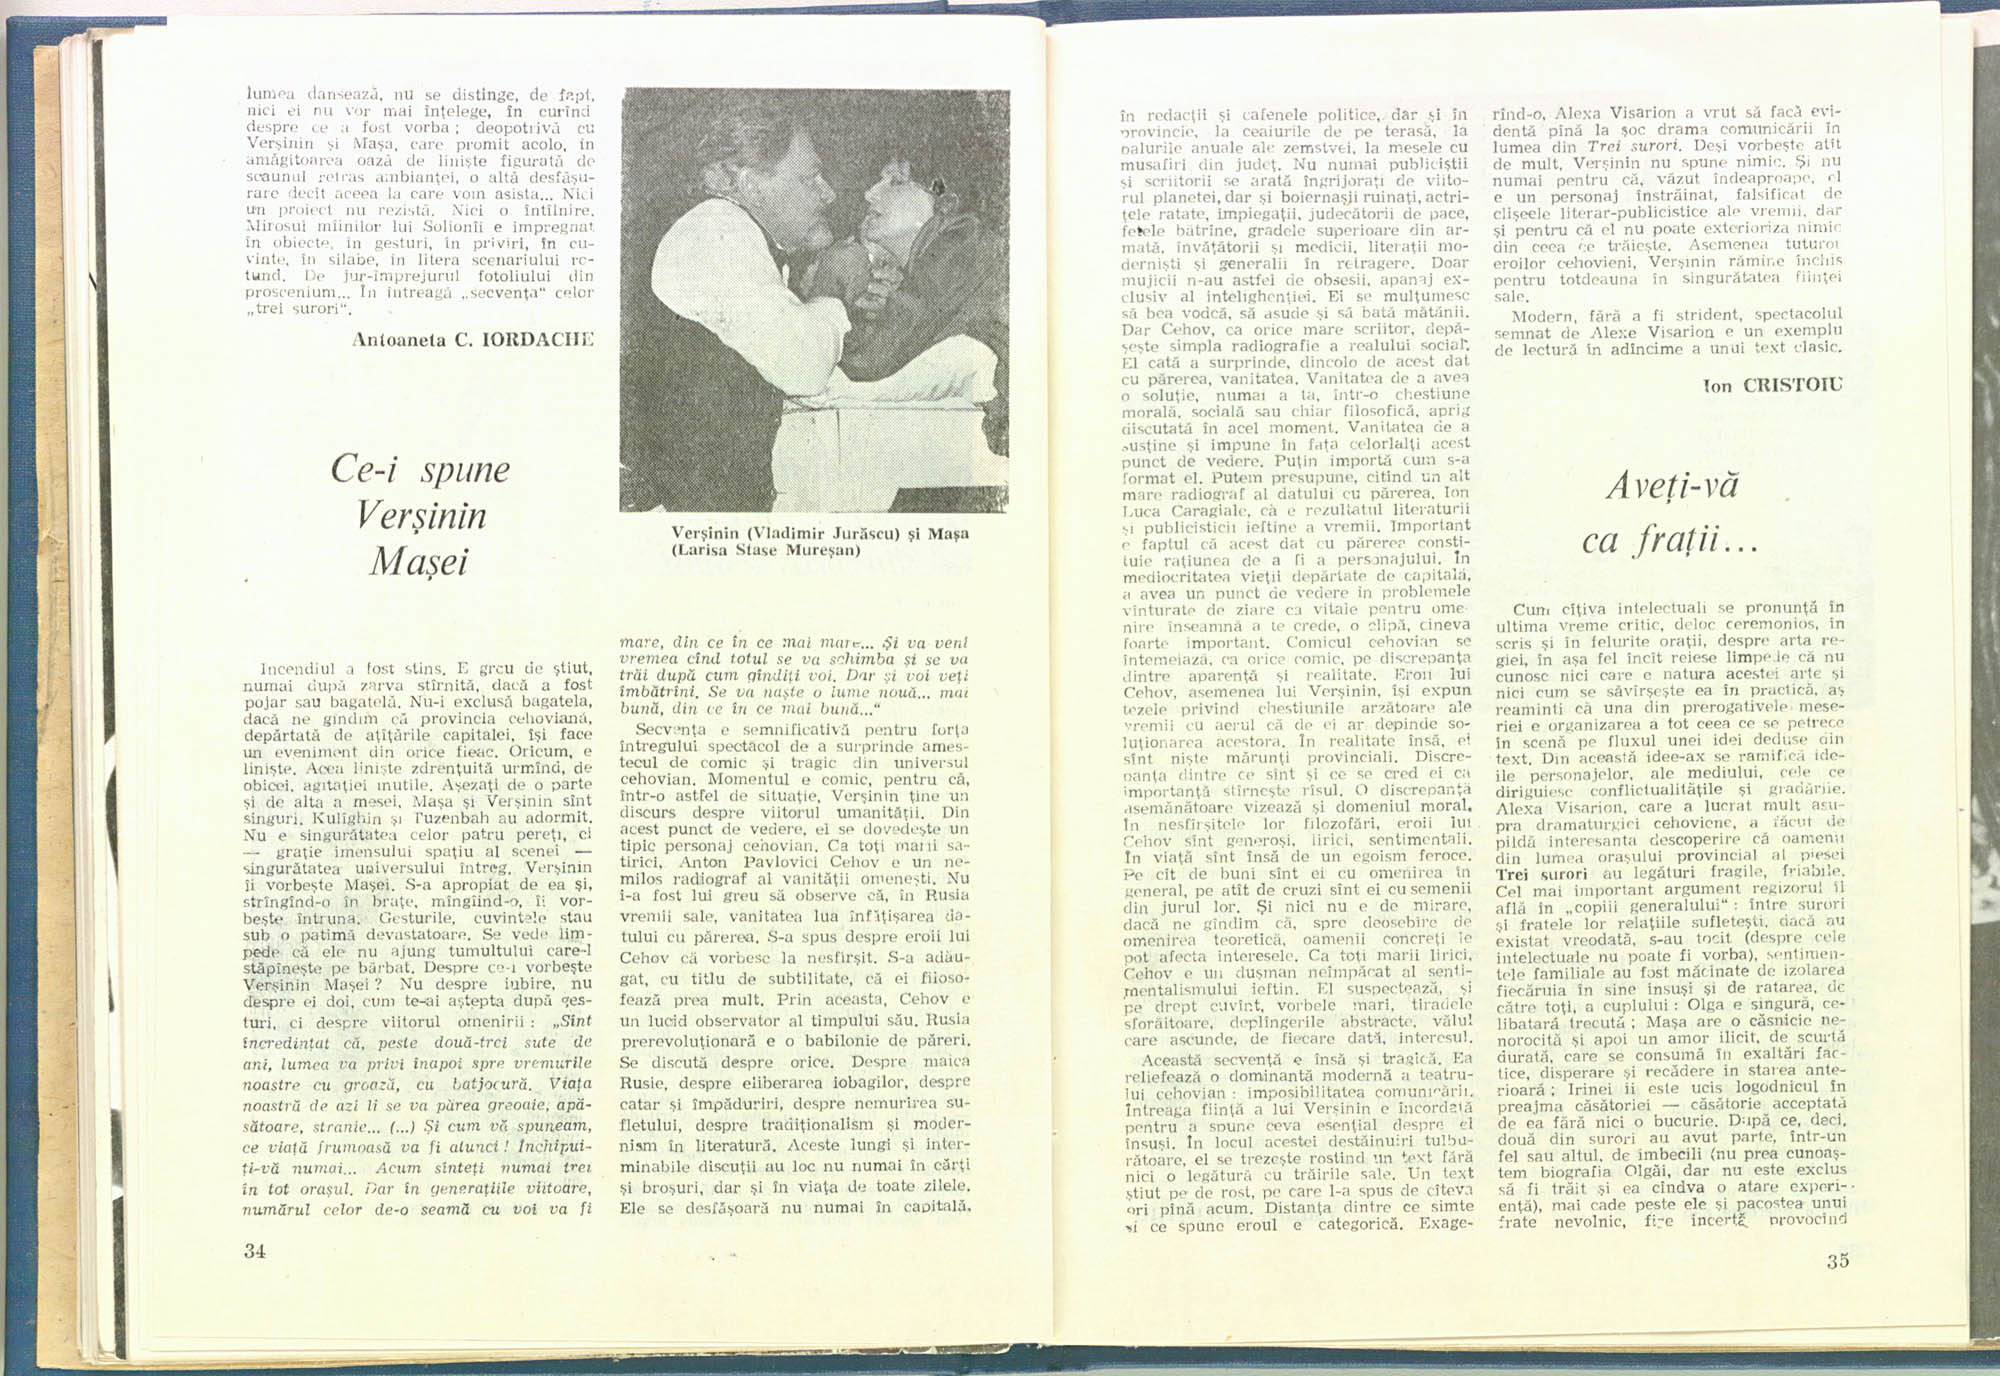 lumea dansează, nu se distinge, de fapt,
nici ei nu vor mai înțelege, în curînd
despre ce a fost vorba ; deopotrivă cu
Verșinin și Mașa, care promit acolo, în
amăgitoarea oază de liniște figurată de
scaunul retras ambianței, o altă desfășu-
rare decît aceea la care vom asista... Nici
un proiect nu rezistă. Nici o întîlnire.
Mirosul mîinilor lui Solionîi e impregnat
în obiecte, în gesturi, în priviri, în cu-
vinte, în silabe, în litera scenariului ro-
tund. De jur-împrejurul fotoliului din
proscenium... În întreagă „secvența“ celor
„trei surori“.
Antoaneta C. IORDACHE
Ce-i spune
Verșinin
Mașei
Incendiul a fost stins. E greu de știut,
numai după zarva stîrnită, dacă a fost
pojar sau bagatelă. Nu-i exclusă bagatela,
dacă ne gîndim că provincia cehoviană,
depărtată de ațîțările capitalei, își face
un eveniment din orice fleac. Oricum, e
liniște. Acea liniște zdrențuită urmînd, de
obicei, agitației inutile. Așezați de o parte
și de alta a mesei, Mașa și Verșinin sînt
singuri. Kulîghin și Tuzenbah au adormit.
Nu e singurătatea celor patru pereți, ci
— grație imensului spațiu al scenei —
singurătatea universului întreg. Verșinin
îi vorbește Mașei. S-a apropiat de ea și,
strîngînd-o în brațe, mîngîind-o, îi vor-
bește întruna. Gesturile, cuvintele stau
sub o patimă devastatoare. Se vede lim-
pede că ele nu ajung tumultului care-l
stăpînește pe bărbat. Despre ce-i vorbește
Verșinin Mașei ? Nu despre iubire, nu
despre ei doi, cum te-ai aștepta după ges-
turi, ci despre viitorul omenirii : „Sînt
încredințat că, peste două-trei sute de
ani, lumea va privi înapoi spre vremurile
noastre cu groază, cu batjocură. Viața
noastră de azi li se va părea greoaie, apă-
sătoare, stranie... (...) Și cum vă spuneam,
ce viață frumoasă va fi atunci ! Închipui-
ți-vă numai... Acum sînteți numai trei
în tot orașul. Dar în generațiile viitoare,
numărul celor de-o seamă cu voi va fi
34
Verșinin (Vladimir Jurăscu) și Mașa
(Larisa Stase Mureșan)
mare, din ce în ce mai mare... Și va veni
vremea cînd totul se va schimba și se va
trăi după cum gîndiți voi. Dar și voi veți
îmbătrîni. Se va naște o lume nouă... mai
bună, din ce în ce mai bună...“
Secvența e semnificativă pentru forța
întregului spectacol de a surprinde ames-
tecul de comic și tragic din universul
cehovian. Momentul e comic, pentru că,
într-o astfel de situație, Verșinin ține un
discurs despre viitorul umanității. Din
acest punct de vedere, el se dovedește un
tipic personaj cehovian. Ca toți marii sa-
tirici, Anton Pavlovici Cehov e un ne-
milos radiograf al vanității omenești. Nu
i-a fost lui greu să observe că, în Rusia
vremii sale, vanitatea lua înfățișarea da-
tului cu părerea. S-a spus despre eroii lui
Cehov că vorbesc la nesfîrșit. S-a adău-
gat, cu titlu de subtilitate, că ei filoso-
fează prea mult. Prin aceasta, Cehov e
un lucid observator al timpului său. Rusia
prerevoluționară e o babilonie de păreri.
Se discută despre orice. Despre maica
Rusie, despre eliberarea iobagilor, despre
catar și împăduriri, despre nemurirea su-
fletului, despre tradiționalism și moder-
nism în literatură. Aceste lungi și inter-
minabile discuții au loc nu numai în cărți
și broșuri, dar și în viața de toate zilele.
Ele se desfășoară nu numai în capitală,
în redacții și cafenele politice, dar și în
provincie, la ceaiurile de pe terasă, la
balurile anuale ale zemstvei, la mesele cu
musafiri din județ. Nu numai publiciștii
și scriitorii se arată îngrijorați de viito-
rul planetei, dar și boiernașii ruinați, actri-
țele ratate, impiegații, judecătorii de pace,
fetele bătrîne, gradele superioare din ar-
mată, învățătorii și medicii, literații mo-
derniști și generalii în retragere. Doar
mujicii n-au astfel de obsesii, apanaj ex-
clusiv al intelighenției. Ei se mulțumesc
să bea vodcă, să asude și să bată mătănii.
Dar Cehov, ca orice mare scriitor, depă-
șește simpla radiografie a realului social.
El cată a surprinde, dincolo de acest dat
cu părerea, vanitatea. Vanitatea de a avea
o soluție, numai a ta, într-o chestiune
morală, socială sau chiar filosofică, aprig
discutată în acel moment. Vanitatea de a
susține și impune în fața celorlalți acest
punct de vedere. Puțin importă cum s-a
format el. Putem presupune, citînd un alt
mare radiograf al datului cu părerea, Ion
Luca Caragiale, că e rezultatul literaturii
și publicisticii ieftine a vremii. Important
e faptul că acest dat cu părerea consti-
tuie rațiunea de a fi a personajului. În
mediocritatea vieții depărtate de capitală,
a avea un punct de vedere în problemele
vînturate de ziare ca vitale pentru ome-
nire înseamnă a te crede, o clipă, cineva
foarte important. Comicul cehovian se
întemeiază, ca orice comic, pe discrepanța
dintre aparență și realitate. Eroii lui
Cehov, asemenea lui Verșinin, își expun
tezele privind chestiunile arzătoare ale
vremii cu aerul că de ei ar depinde so-
luționarea acestora. În realitate însă, ei
sînt niște mărunți provinciali. Discre-
panța dintre ce sînt și ce se cred ei ca
importanță stîrnește rîsul. O discrepanță
asemănătoare vizează și domeniul moral.
În nesfîrșitele lor filozofări, eroii lui
Cehov sînt generoși, lirici, sentimentali.
În viață sînt însă de un egoism feroce.
Pe cît de buni sînt ei cu omenirea în
general, pe atît de cruzi sînt ei cu semenii
din jurul lor. Și nici nu e de mirare,
dacă ne gîndim că, spre deosebire de
omenirea teoretică, oamenii concreți le
pot afecta interesele. Ca toți marii lirici,
Cehov e un dușman neîmpăcat al senti-
mentalismului ieftin. El suspectează, și
pe drept cuvînt, vorbele mari, tiradele
sforăitoare, deplîngerile abstracte, vălul
care ascunde, de fiecare dată, interesul.
Această secvență e însă și tragică. Ea
reliefează o dominantă modernă a teatru-
lui cehovian : imposibilitatea comunicării.
Întreaga ființă a lui Verșinin e încordată
pentru a spune ceva esențial despre el
însuși. În locul acestei destăinuiri tulbu-
rătoare, el se trezește rostind un text fără
nici o legătură cu trăirile sale. Un text
știut pe de rost, pe care l-a spus de cîteva
ori pînă acum. Distanța dintre ce simte
și ce spune eroul e categorică. Exage-
rînd-o, Alexa Visarion a vrut să facă evi-
dentă pînă la șoc drama comunicării în
lumea din Trei surori. Deși vorbește atît
de mult, Verșinin nu spune nimic. Și nu
numai pentru că, văzut îndeaproape, el
e un personaj înstrăinat, falsificat de
clișeele literar-publicistice ale vremii, dar
și pentru că el nu poate exterioriza nimic
din ceea ce trăiește. Asemenea tuturor
eroilor cehovieni, Verșinin rămîne închis
pentru totdeauna în singurătatea ființei
sale.
Modern, fără a fi strident, spectacolul
semnat de Alexe Visarion e un exemplu
de lectură în adîncime a unui text clasic.
Ion CRISTOIU
Aveți-vă
ca frații...
Cum cîțiva intelectuali se pronunță în
ultima vreme critic, deloc ceremonios, în
scris și în felurite orații, despre arta re-
giei, în așa fel încît reiese limpede că nu
cunosc nici care e natura acestei arte și
nici cum se săvîrșește ea în practică, aș
reaminti că una din prerogativele mese-
riei e organizarea a tot ceea ce se petrece
în scenă pe fluxul unei idei deduse din
text. Din această idee-ax se ramifică ide-
ile personajelor, ale mediului, cele ce
diriguiesc conflictualitățile și gradările.
Alexa Visarion, care a lucrat mult asu-
pra dramaturgiei cehoviene, a făcut de
pildă interesanta descoperire că oamenii
din lumea orașului provincial al piesei
Trei surori au legături fragile, friabile.
Cel mai important argument regizorul îl
află în „copiii generalului“ : între surori
și fratele lor relațiile sufletești, dacă au
existat vreodată, s-au tocit (despre cele
intelectuale nu poate fi vorba), sentimen-
tele familiale au fost măcinate de izolarea
fiecăruia în sine însuși și de ratarea, de
către toți, a cuplului : Olga e singură, ce-
libatară trecută ; Mașa are o căsnicie ne-
norocită și apoi un amor ilicit, de scurtă
durată, care se consumă în exaltări fac-
tice, disperare și recădere în starea ante-
rioară ; Irinei îi este ucis logodnicul în
preajma căsătoriei — căsătorie acceptată
de ea fără nici o bucurie. După ce, deci,
două din surori au avut parte, într-un
fel sau altul, de imbecili (nu prea cunoaș-
tem biografia Olgăi, dar nu este exclus
să fi trăit și ea cîndva o atare experi-
ență), mai cade peste ele și pacostea unui
frate nevolnic, fire incertă, provocînd
35